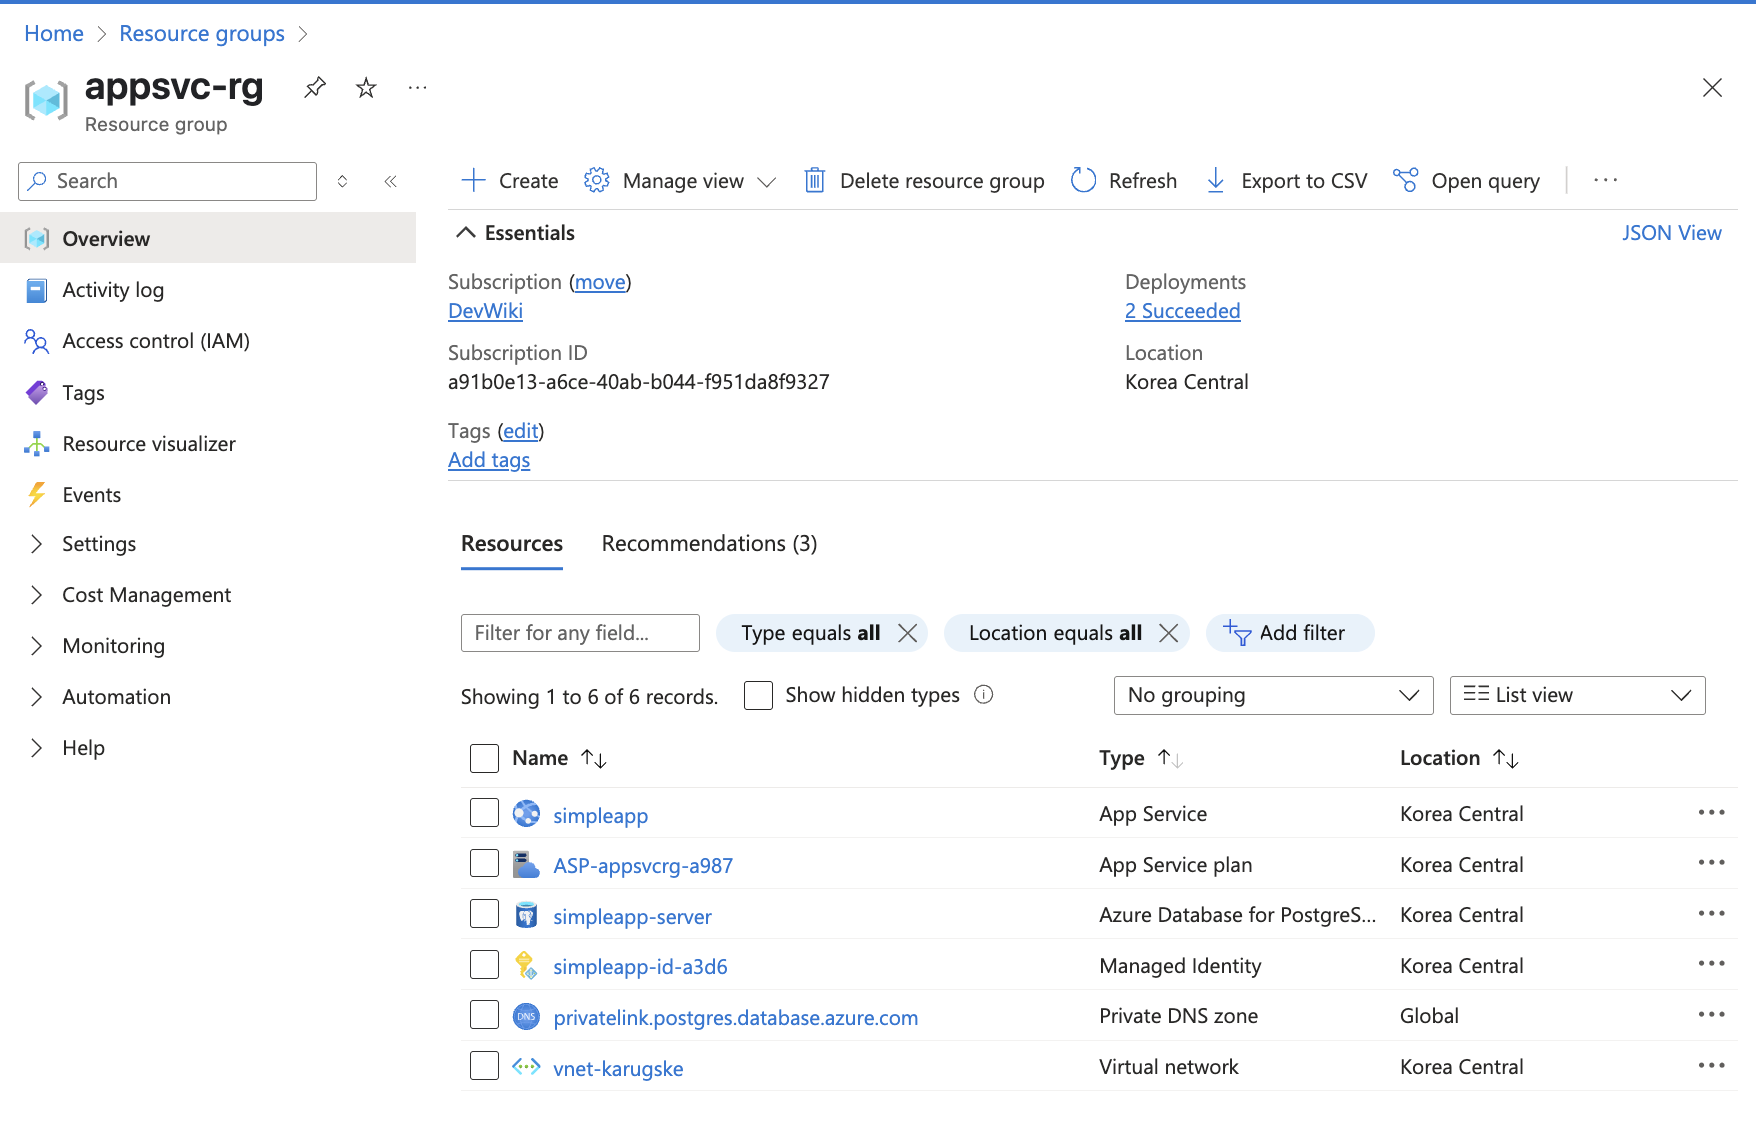 Home > Resource groups >
appsvc-rg
Resource group
Search
Overview
Activity log
Access control (IAM)
Tags
Resource visualizer
Events
Settings
Cost Management
Monitoring
Automation
Help
Create Manage view Delete resource group Refresh Export to CSV Open query
Essentials JSON View
Subscription (move)
DevWiki
Subscription ID
a91b0e13-a6ce-40ab-b044-f951da8f9327
Deployments
2 Succeeded
Location
Korea Central
Tags (edit)
Add tags
Resources Recommendations (3)
Filter for any field... Type equals all Location equals all Add filter
Showing 1 to 6 of 6 records. Show hidden types No grouping List view
Name Type Location
simpleapp App Service Korea Central
ASP-appsvcrg-a987 App Service plan Korea Central
simpleapp-server Azure Database for PostgreS... Korea Central
simpleapp-id-a3d6 Managed Identity Korea Central
DNS privatelink.postgres.database.azure.com Private DNS zone Global
vnet-karugske Virtual network Korea Central